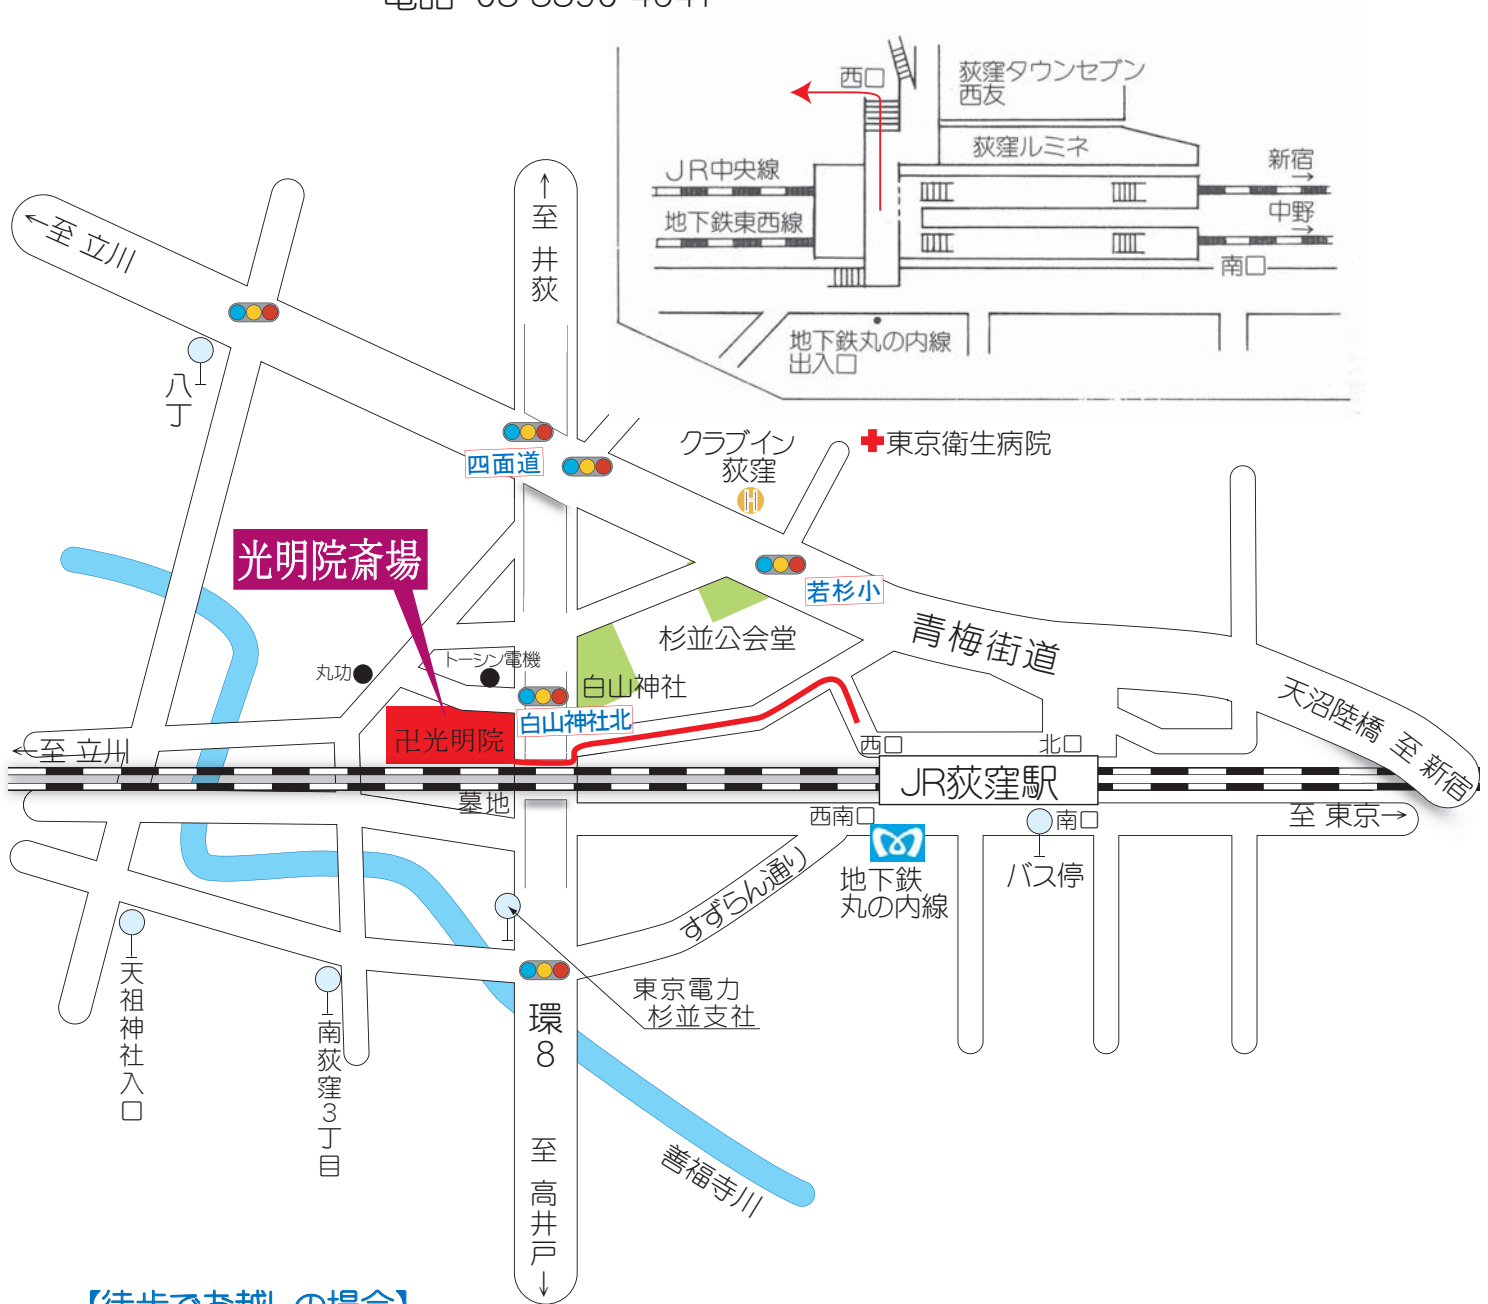 西口
荻窪タウンセブン
西友
荻窪ルミネ
JR中央線
新宿
→
地下鉄東西線
中野
→
南口
地下鉄丸の内線
出入口
←至 立川
↑至 井荻
八丁
四面道
クラブイン
荻窪
H
東京衛生病院
光明院斎場
若杉小
杉並公会堂
青梅街道
丸功
トーシン電機
白山神社
白山神社北
卍光明院
天沼陸橋 至 新宿
←至 立川
西口
北口
JR荻窪駅
墓地
西南口
南口
至 東京→
地下鉄
丸の内線
バス停
すずらん通り
天祖神社入口
南荻窪3丁目
東京電力
杉並支社
環8
至 高井戸↓
善福寺川